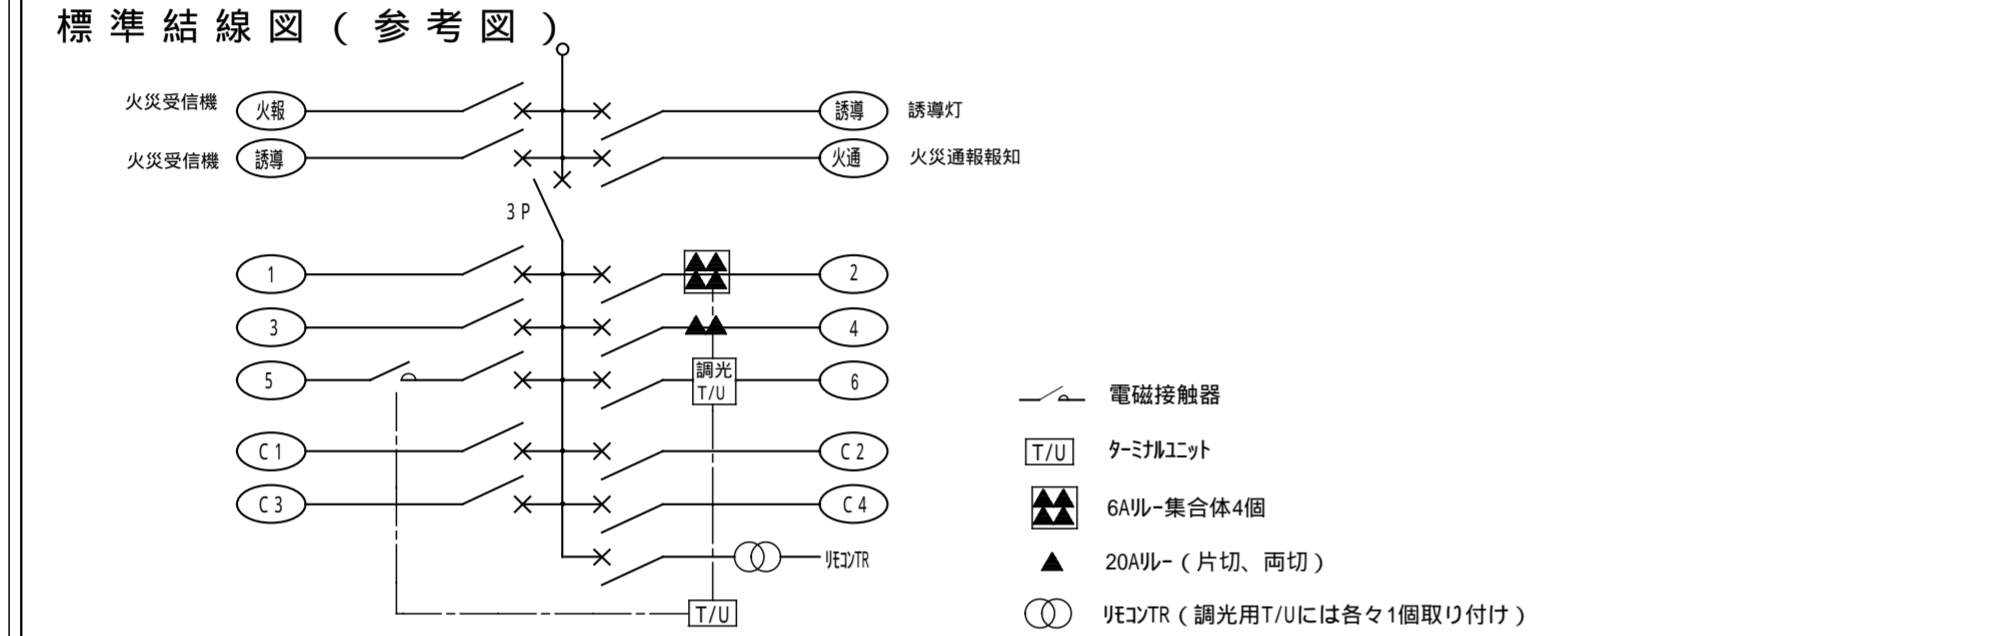 標準結線図(参考図)
火災受信機 火報 誘導 誘導灯
火災受信機 誘導 火通 火災通報報知
3P
1 2
3 4
5 調光 T/U 6
C1 C2
C3 C4
リモコンTR
T/U
電磁接触器
T/U ターミナルユニット
6Aリレー集合体4個
20Aリレー(片切、両切)
リモコンTR(調光用T/Uには各々1個取り付け)